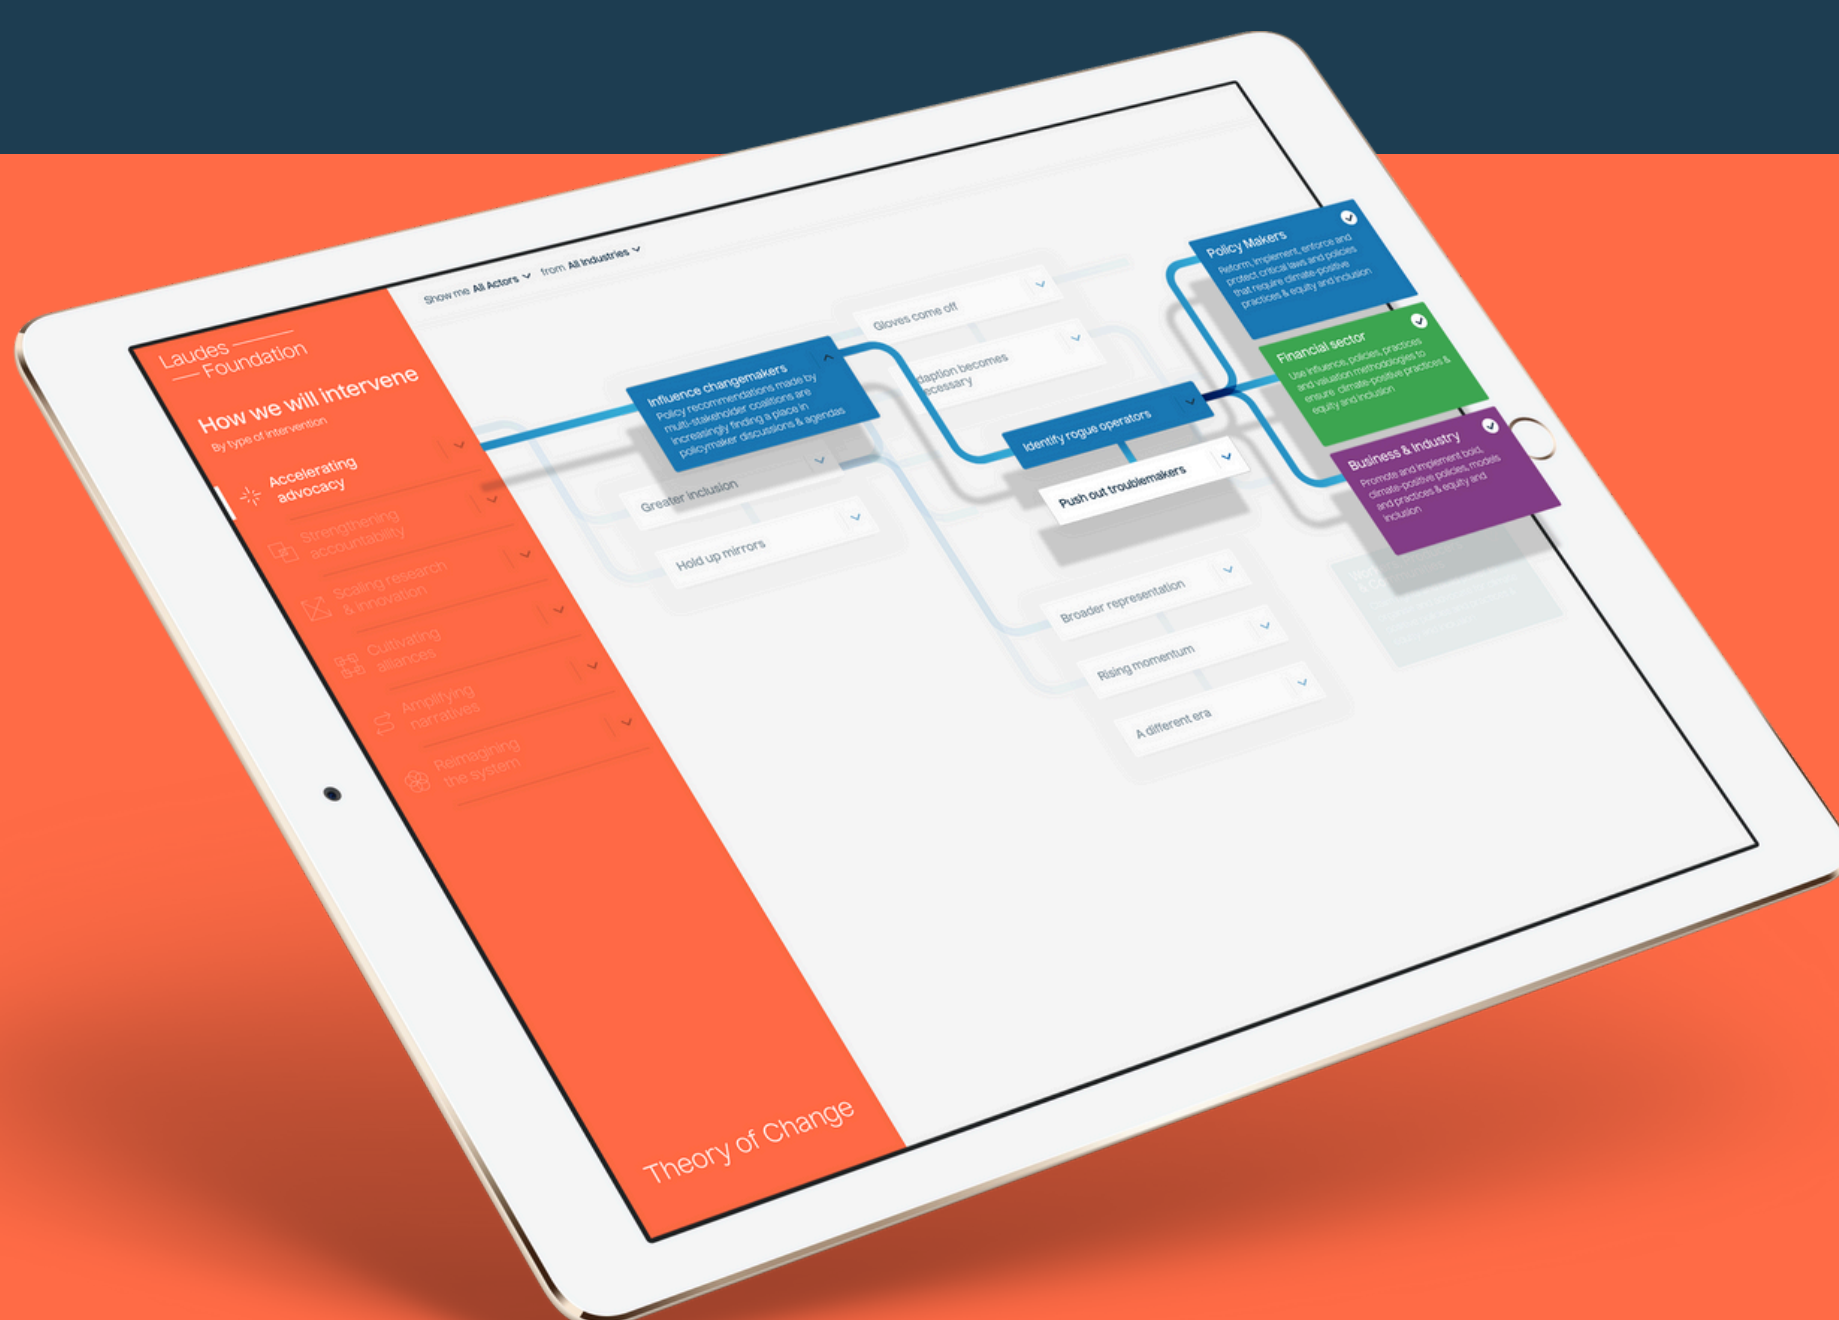 Laudes
Foundation
How we will intervene
By type of intervention
Accelerating
advocacy
Strengthening
accountability
Scaling research
& innovation
Cultivating
alliances
Amplifying
narratives
Reimagining
the system
Theory of Change
Show me All Actors from All Industries
Influence changemakers
Policy recommendations made by
multi-stakeholder coalitions are
increasingly finding a place in
policymaker discussions & agendas
Greater inclusion
Hold up mirrors
Gloves come off
daption becomes
ecessary
Identify rogue operators
Push out troublemakers
Broader representation
Rising momentum
A different era
Policy Makers
Reform, implement, enforce and
protect critical laws and policies
that require climate-positive
practices & equity and inclusion
Financial sector
Use influence, policies, practices
and valuation methodologies to
ensure climate-positive practices &
equity and inclusion
Business & Industry
Promote and implement bold,
climate-positive policies, models
and practices & equity and
inclusion